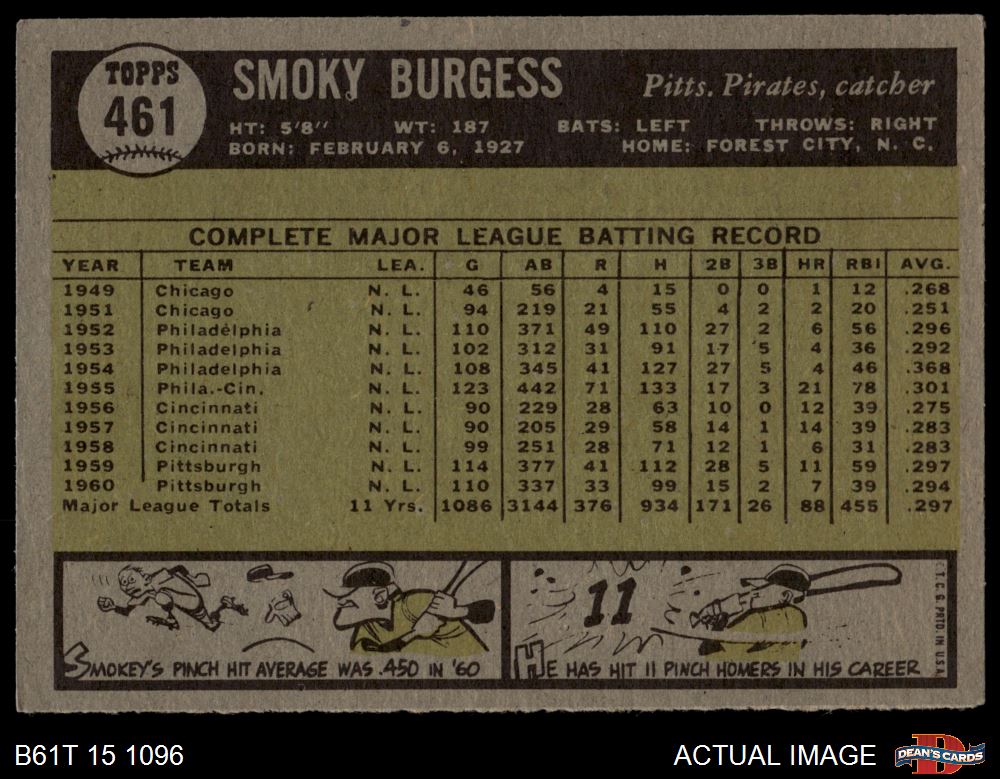 TOPPS
461
SMOKY BURGESS
Pitts. Pirates, catcher
HT: 5'8" WT: 187 BATS: LEFT THROWS: RIGHT
BORN: FEBRUARY 6, 1927 HOME: FOREST CITY, N. C.
COMPLETE MAJOR LEAGUE BATTING RECORD
YEAR TEAM LEA. G AB R H 2B 3B HR RBI AVG.
1949 Chicago N. L. 46 56 4 15 0 0 1 12 .268
1951 Chicago N. L. 94 219 21 55 4 2 2 20 .251
1952 Philadelphia N. L. 110 371 49 110 27 2 6 56 .296
1953 Philadelphia N. L. 102 312 31 91 17 5 4 36 .292
1954 Philadelphia N. L. 108 345 41 127 27 5 4 46 .368
1955 Phila.-Cin. N. L. 123 442 71 133 17 3 21 78 .301
1956 Cincinnati N. L. 90 229 28 63 10 0 12 39 .275
1957 Cincinnati N. L. 90 205 29 58 14 1 14 39 .283
1958 Cincinnati N. L. 99 251 28 71 12 1 6 31 .283
1959 Pittsburgh N. L. 114 377 41 112 28 5 11 59 .297
1960 Pittsburgh N. L. 110 337 33 99 15 2 7 39 .294
Major League Totals 11 Yrs. 1086 3144 376 934 171 26 88 455 .297
SMOKEY'S PINCH HIT AVERAGE WAS .450 IN '60
11
HE HAS HIT 11 PINCH HOMERS IN HIS CAREER
T.C.G. PRTD. IN U.S.A.
B61T 15 1096
ACTUAL IMAGE
DEAN'S CARDS